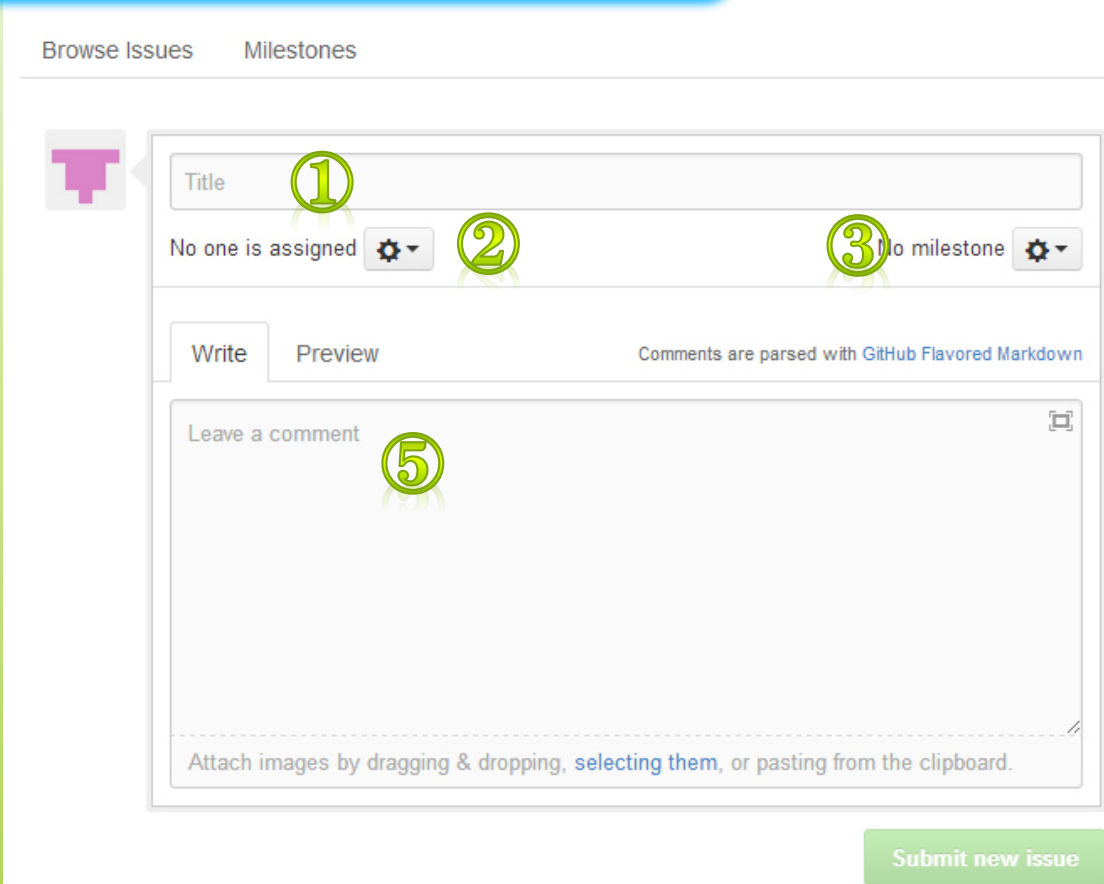 Browse Issues Milestones
Title ①
No one is assigned ② ③ No milestone
Write Preview Comments are parsed with GitHub Flavored Markdown
Leave a comment
⑤
Attach images by dragging & dropping, selecting them, or pasting from the clipboard.
Submit new issue